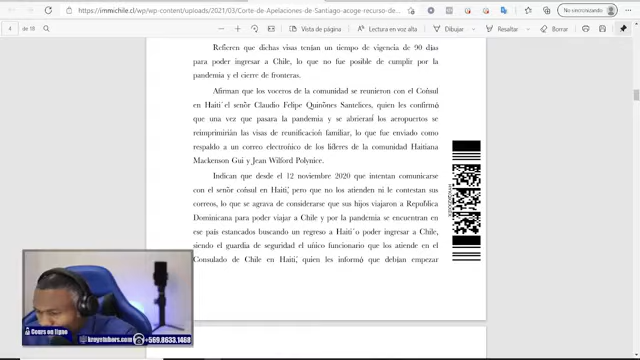 https://inmichile.cl/wp/wp-content/uploads/2021/03/Corte-de-Apelaciones-de-Santiago-acoge-recurso-de-...
No sincronizando
4 de 18
Vista de página
Lectura en voz alta
Dibujar
Resaltar
Borrar
Refieren que dichas visas tenían un tiempo de vigencia de 90 días
para poder ingresar a Chile, lo que no fue posible de cumplir por la
pandemia y el cierre de fronteras.
Afirman que los voceros de la comunidad se reunieron con el Cónsul
en Haití el señor Claudio Felipe Quiñones Santelices, quien les confirmó
que una vez que pasara la pandemia y se abrieran los aeropuertos se
reimprimirían las visas de reunificación familiar, lo que fue enviado como
respaldo a un correo electrónico de los líderes de la comunidad Haitiana
Mackenson Gui y Jean Wilford Polynice.
Indican que desde el 12 noviembre 2020 que intentan comunicarse
con el señor cónsul en Haití, pero que no los atienden ni le contestan sus
correos, lo que se agrava de considerarse que sus hijos viajaron a República
Dominicana para poder viajar a Chile y por la pandemia se encuentran en
ese país estancados buscando un regreso a Haití o poder ingresar a Chile,
siendo el guardia de seguridad el único funcionario que los atiende en el
Consulado de Chile en Haití, quien les informó que debían empezar
Cours en ligne
+569.8633.1468